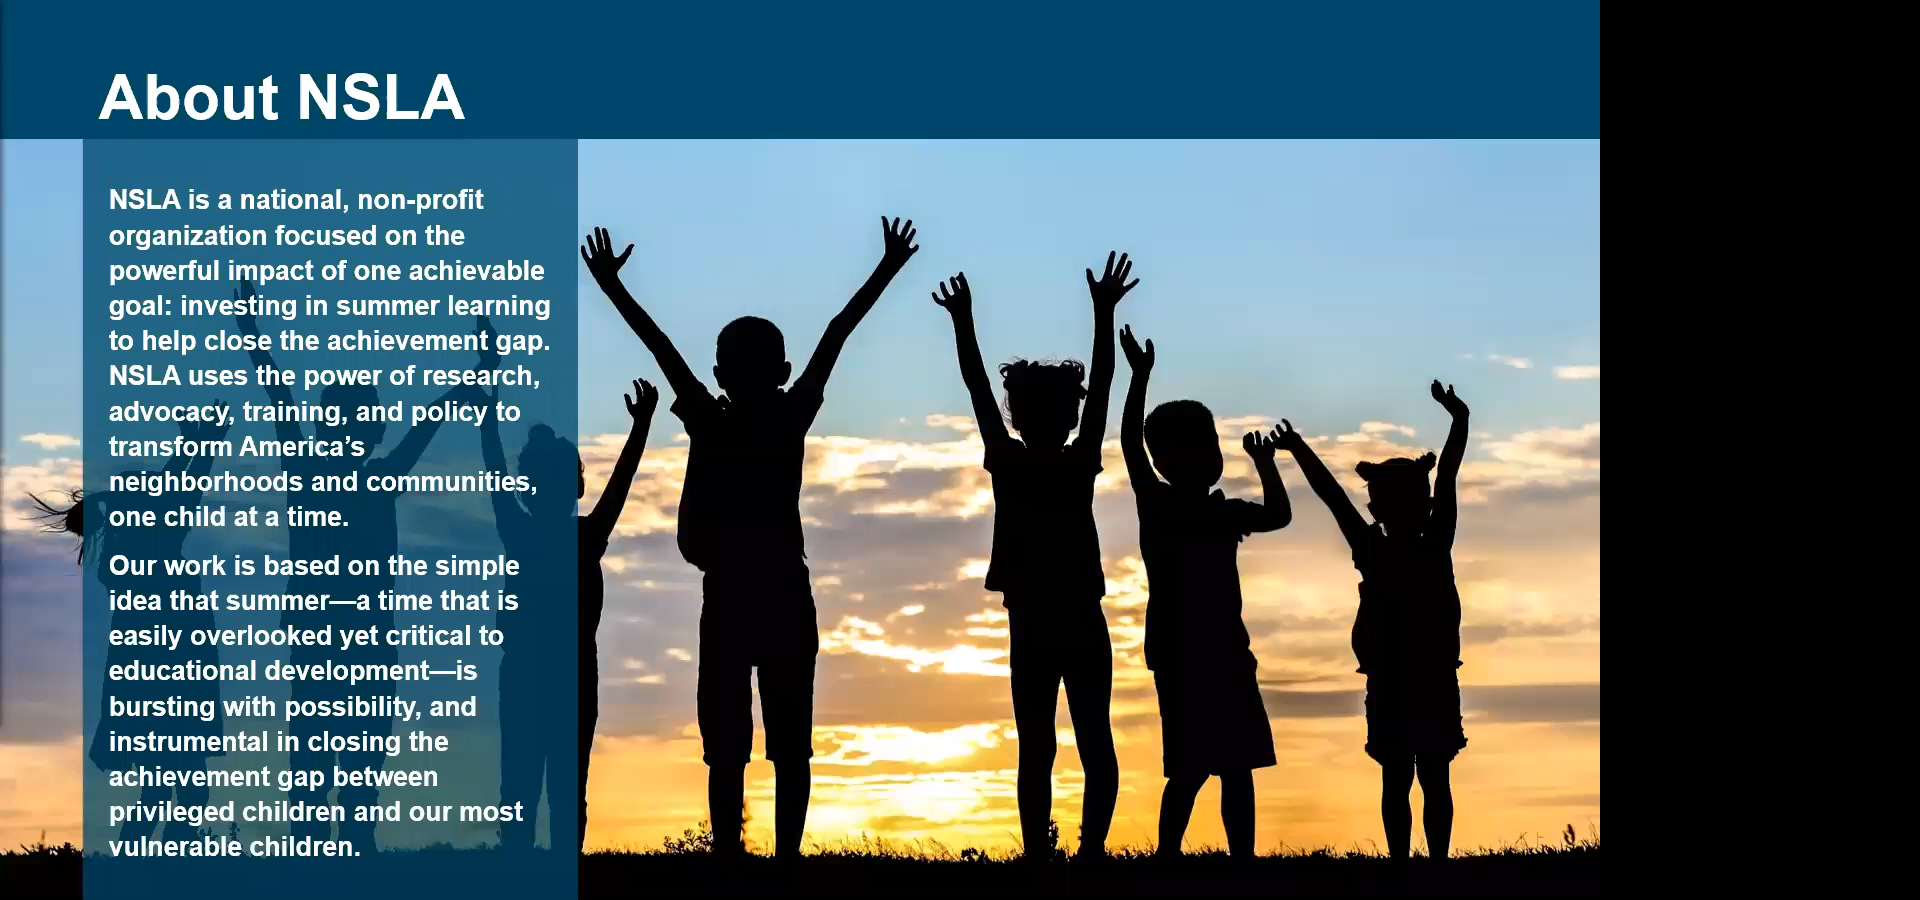 About NSLA
NSLA is a national, non-profit
organization focused on the
powerful impact of one achievable
goal: investing in summer learning
to help close the achievement gap.
NSLA uses the power of research,
advocacy, training, and policy to
transform America’s
neighborhoods and communities,
one child at a time.
Our work is based on the simple
idea that summer—a time that is
easily overlooked yet critical to
educational development—is
bursting with possibility, and
instrumental in closing the
achievement gap between
privileged children and our most
vulnerable children.